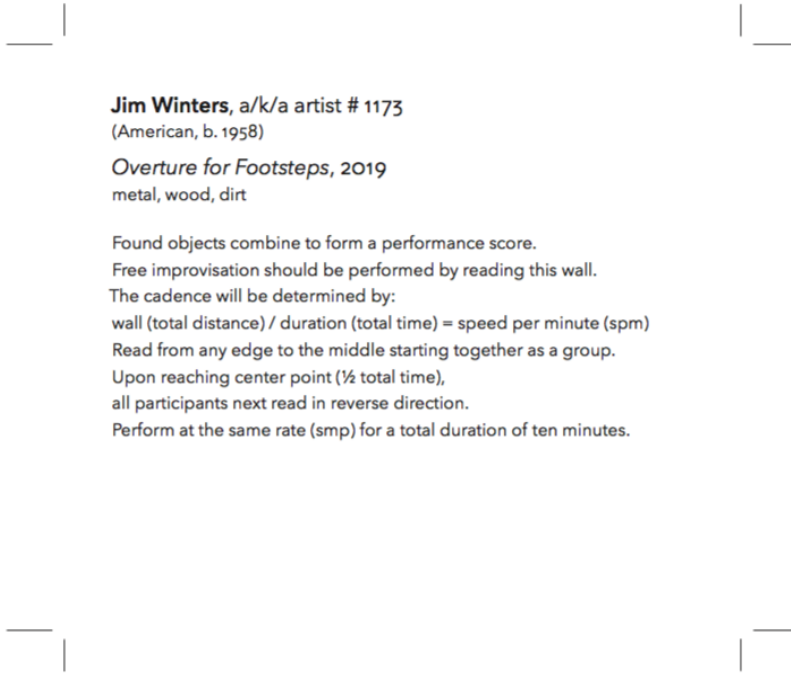 Jim Winters, a/k/a artist # 1173
(American, b. 1958)
Overture for Footsteps, 2019
metal, wood, dirt
Found objects combine to form a performance score.
Free improvisation should be performed by reading this wall.
The cadence will be determined by:
wall (total distance) / duration (total time) = speed per minute (spm)
Read from any edge to the middle starting together as a group.
Upon reaching center point (½ total time),
all participants next read in reverse direction.
Perform at the same rate (smp) for a total duration of ten minutes.